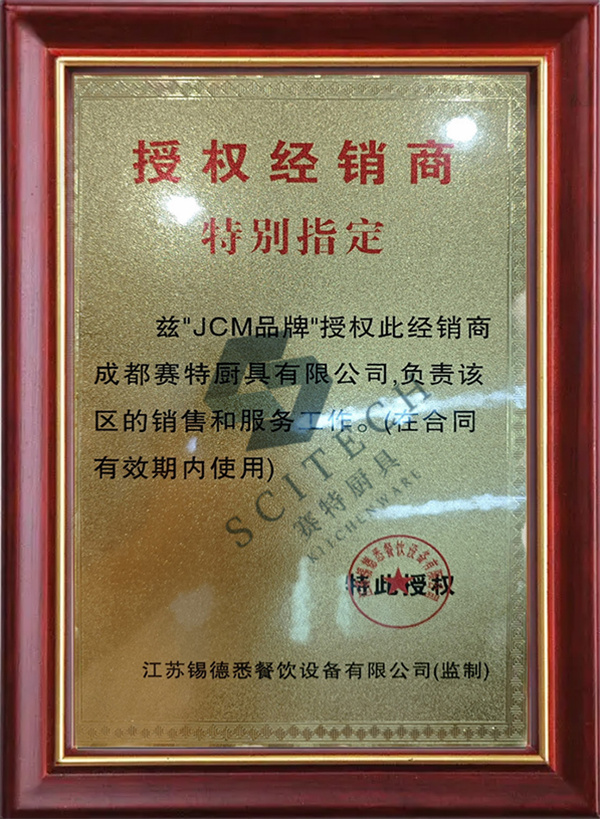 授权经销商
特别指定
兹"JCM品牌"授权此经销商
成都赛特厨具有限公司,负责该
区的销售和服务工作。(在合同
有效期内使用)
SCITECH
赛特厨具
KITCHENWARE
特此授权
江苏锡德悉餐饮设备有限公司(监制)